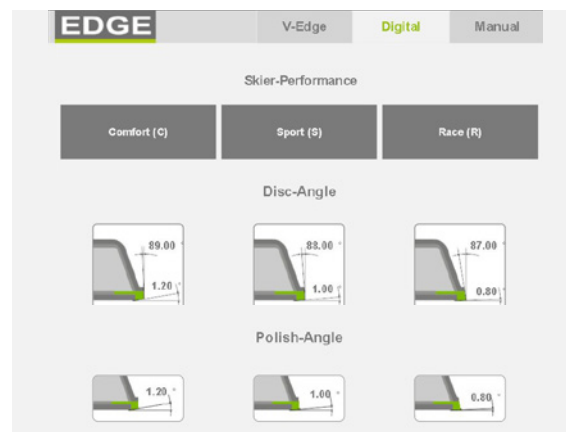 EDGE V-Edge Digital Manual
Skier-Performance
Comfort (C) Sport (S) Race (R)
Disc-Angle
89.00 ° 88.00 ° 87.00 °
1.20 ° 1.00 ° 0.80 °
Polish-Angle
1.20 ° 1.00 ° 0.80 °